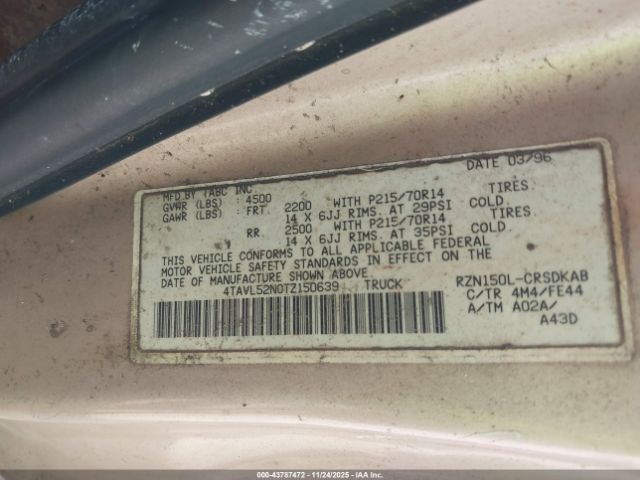 MFD BY TABC INC. DATE 03/96
GVWR (LBS): 4500
GAWR (LBS): FRT. 2200 WITH P215/70R14 TIRES.
14 X 6JJ RIMS. AT 29PSI COLD.
RR 2500 WITH P215/70R14 TIRES.
14 X 6JJ RIMS. AT 35PSI COLD.
THIS VEHICLE CONFORMS TO ALL APPLICABLE FEDERAL
MOTOR VEHICLE SAFETY STANDARDS IN EFFECT ON THE
DATE OF MANUFACTURE SHOWN ABOVE.
4TAVL52N0TZ150639 TRUCK RZN150L-CRSDKAB
C/TR 4M4/FE44
A/TM A02A/
A43D
000-43787472 - 11/24/2025 - IAAI.COM